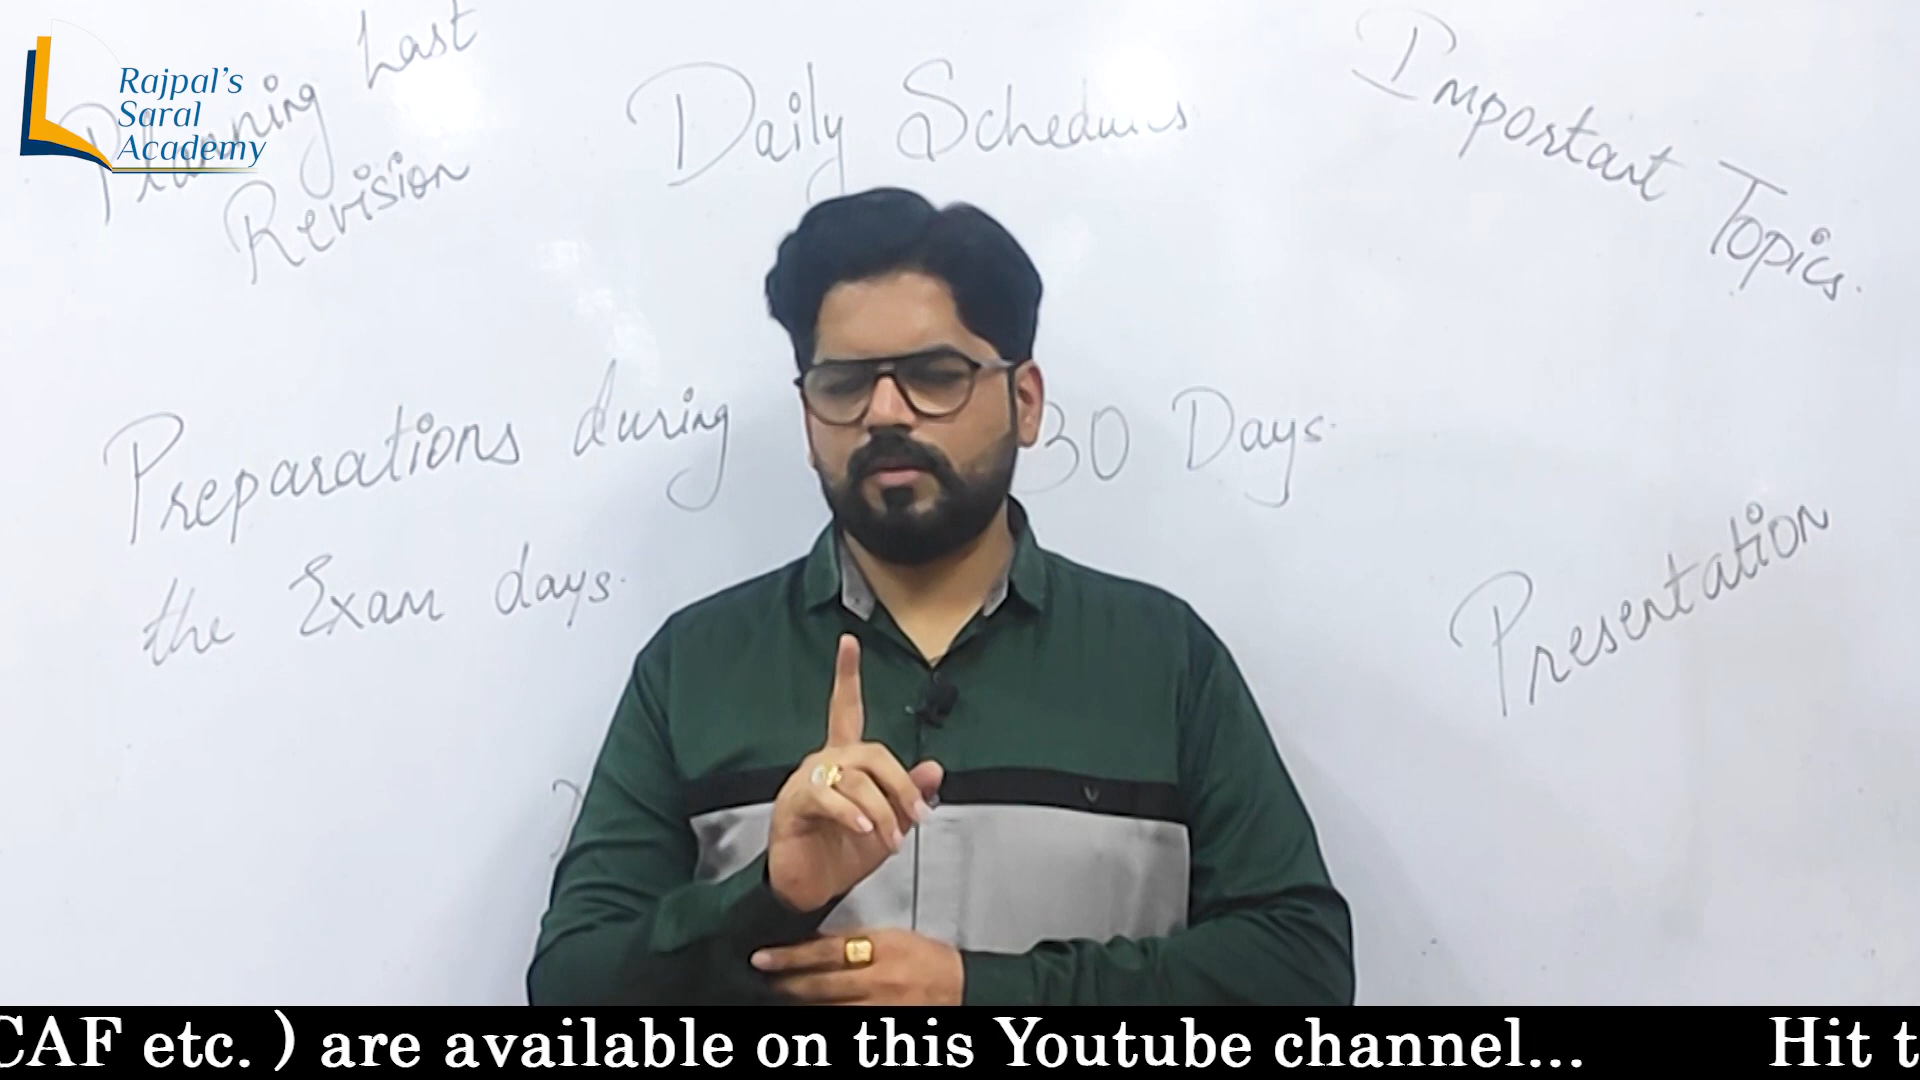 Rajpal's
Saral
Academy
Planning Last
Revision
Daily Schedules
Important Topics.
Preparations during 30 Days.
the Exam days.
Presentation
CAF etc. ) are available on this Youtube channel... Hit t